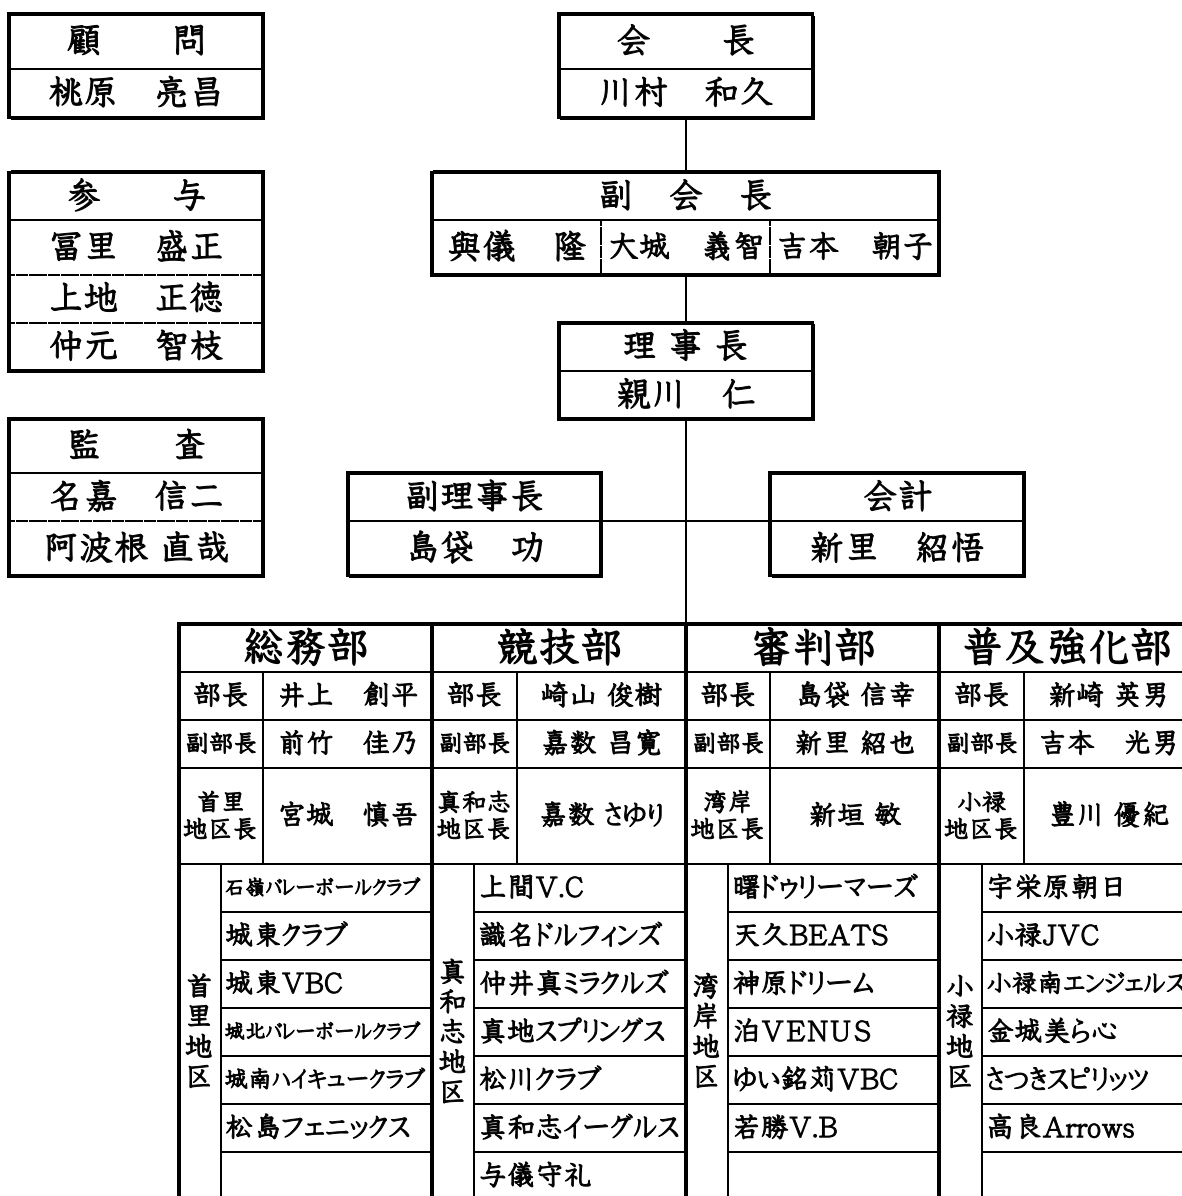 顧　問
桃原　亮昌
参　与
冨里　盛正
上地　正徳
仲元　智枝
監　査
名嘉　信二
阿波根 直哉
会　長
川村　和久
副　会　長
與儀　隆 大城　義智 吉本　朝子
理 事 長
親川　仁
副理事長
島袋　功
会計
新里　紹悟
総務部 競技部 審判部 普及強化部
部長 井上　創平 部長 崎山 俊樹 部長 島袋 信幸 部長 新崎 英男
副部長 前竹　佳乃 副部長 嘉数 昌寛 副部長 新里 紹也 副部長 吉本　光男
首里地区長 宮城　慎吾 真和志地区長 嘉数 さゆり 湾岸地区長 新垣 敏 小禄地区長 豊川 優紀
首里地区
石嶺バレーボールクラブ
城東クラブ
城東VBC
城北バレーボールクラブ
城南ハイキュークラブ
松島フェニックス
真和志地区
上間V.C
識名ドルフィンズ
仲井真ミラクルズ
真地スプリングス
松川クラブ
真和志イーグルス
与儀守礼
湾岸地区
曙ドゥリーマーズ
天久BEATS
神原ドリーム
泊VENUS
ゆい銘苅VBC
若勝V.B
小禄地区
宇栄原朝日
小禄JVC
小禄南エンジェルス
金城美ら心
さつきスピリッツ
高良Arrows